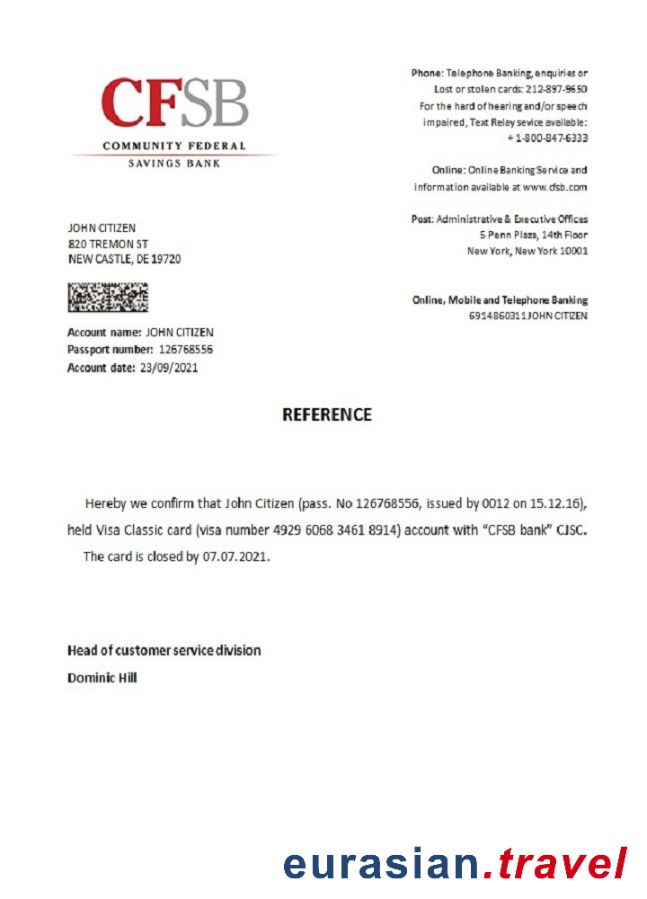 CFSB
COMMUNITY FEDERAL
SAVINGS BANK
Phone: Telephone Banking, enquiries or
Lost or stolen cards: 212-897-9650
For the hard of hearing and/or speech
impaired, Text Relay sevice available:
+ 1-800-847-6333
Online: Online Banking Service and
information available at www.cfsb.com
Post: Administrative & Executive Offices
5 Penn Plaza, 14th Floor
New York, New York 10001
Online, Mobile and Telephone Banking
6914860311JOHN CITIZEN
JOHN CITIZEN
820 TREMON ST
NEW CASTLE, DE 19720
Account name: JOHN CITIZEN
Passport number: 126768556
Account date: 23/09/2021
REFERENCE
Hereby we confirm that John Citizen (pass. No 126768556, issued by 0012 on 15.12.16),
held Visa Classic card (visa number 4929 6068 3461 8914) account with “CFSB bank” CJSC.
The card is closed by 07.07.2021.
Head of customer service division
Dominic Hill
eurasian.travel